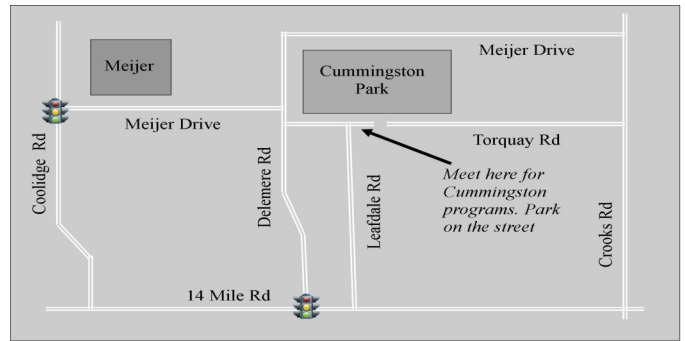 Meijer
Cummingston
Park
Meijer Drive
Meijer Drive
Torquay Rd
Coolidge Rd
Delemere Rd
Leafdale Rd
Meet here for
Cummingston
programs. Park
on the street
Crooks Rd
14 Mile Rd